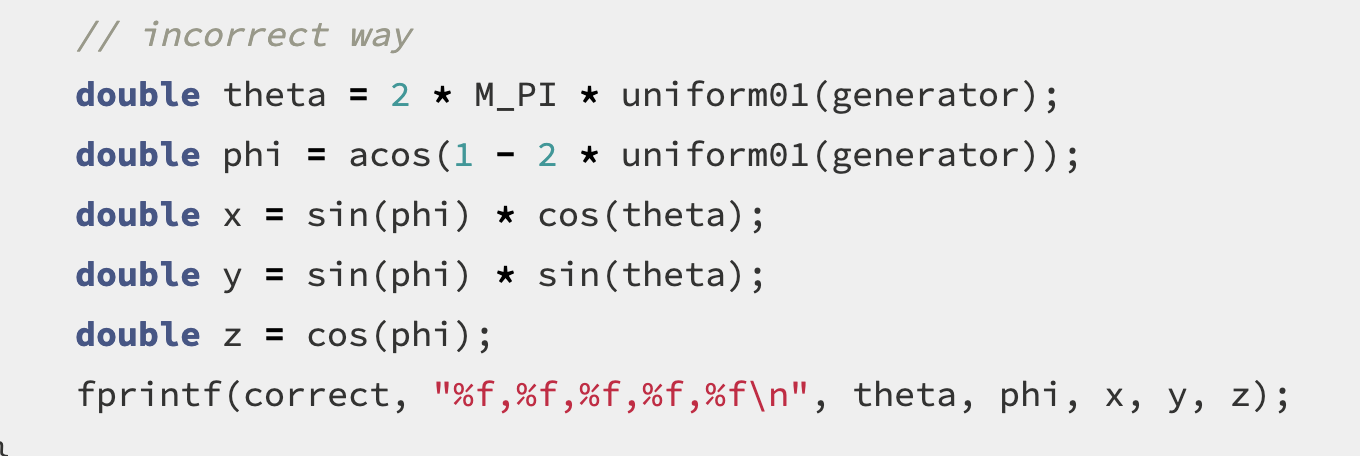 // incorrect way
double theta = 2 * M_PI * uniform01(generator);
double phi = acos(1 - 2 * uniform01(generator));
double x = sin(phi) * cos(theta);
double y = sin(phi) * sin(theta);
double z = cos(phi);
fprintf(correct, "%f,%f,%f,%f,%f\n", theta, phi, x, y, z);
}